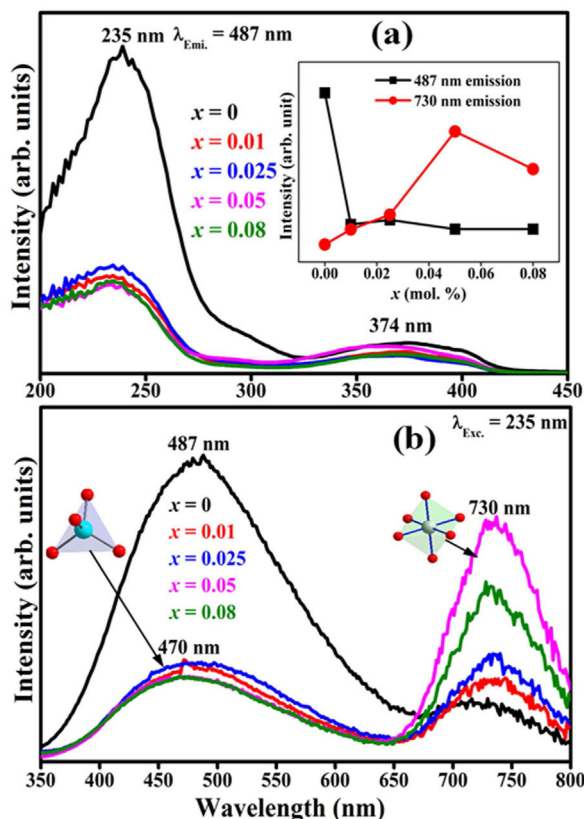 235 nm λEmi. = 487 nm (a)
x = 0
x = 0.01
x = 0.025
x = 0.05
x = 0.08
487 nm emission
730 nm emission
Intensity (arb. unit)
0.00 0.02 0.04 0.06 0.08
x (mol. %)
374 nm
Intensity (arb. units)
200 250 300 350 400 450
(b) λExc. = 235 nm
487 nm
730 nm
x = 0
x = 0.01
x = 0.025
x = 0.05
x = 0.08
470 nm
Intensity (arb. units)
350 400 450 500 550 600 650 700 750 800
Wavelength (nm)